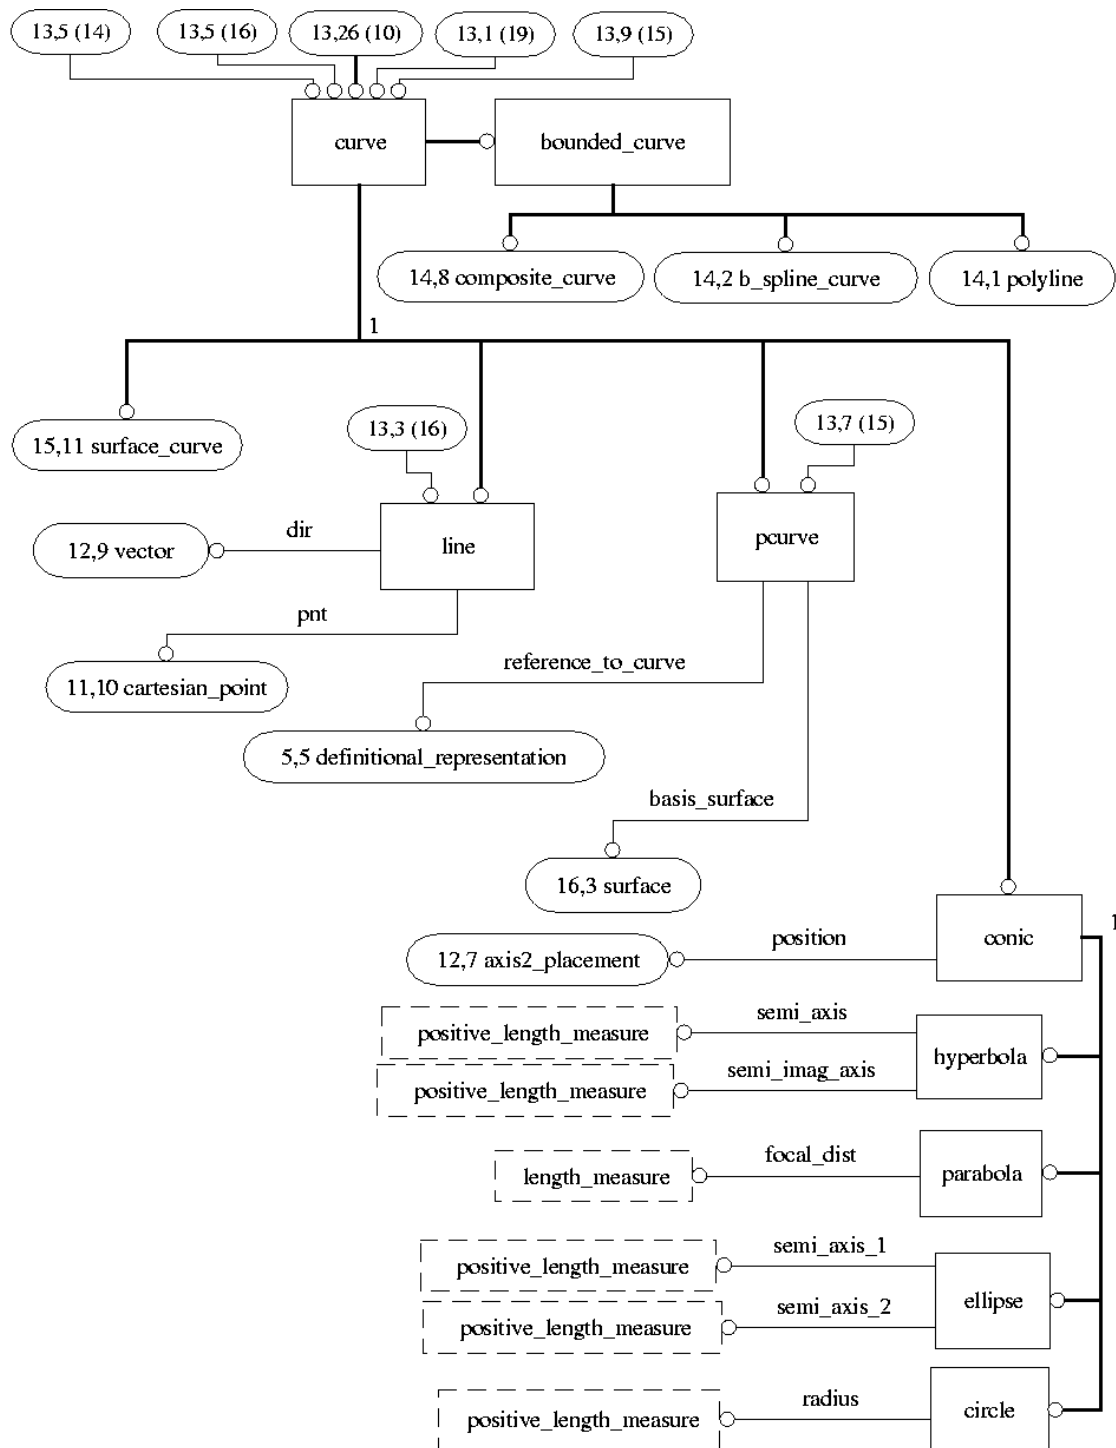 13,5 (14)
13,5 (16)
13,26 (10)
13,1 (19)
13,9 (15)
curve
bounded_curve
14,8 composite_curve
14,2 b_spline_curve
14,1 polyline
1
15,11 surface_curve
13,3 (16)
13,7 (15)
12,9 vector
dir
line
pcurve
pnt
11,10 cartesian_point
reference_to_curve
5,5 definitional_representation
basis_surface
16,3 surface
1
12,7 axis2_placement
position
conic
positive_length_measure
semi_axis
hyperbola
positive_length_measure
semi_imag_axis
length_measure
focal_dist
parabola
positive_length_measure
semi_axis_1
ellipse
positive_length_measure
semi_axis_2
positive_length_measure
radius
circle